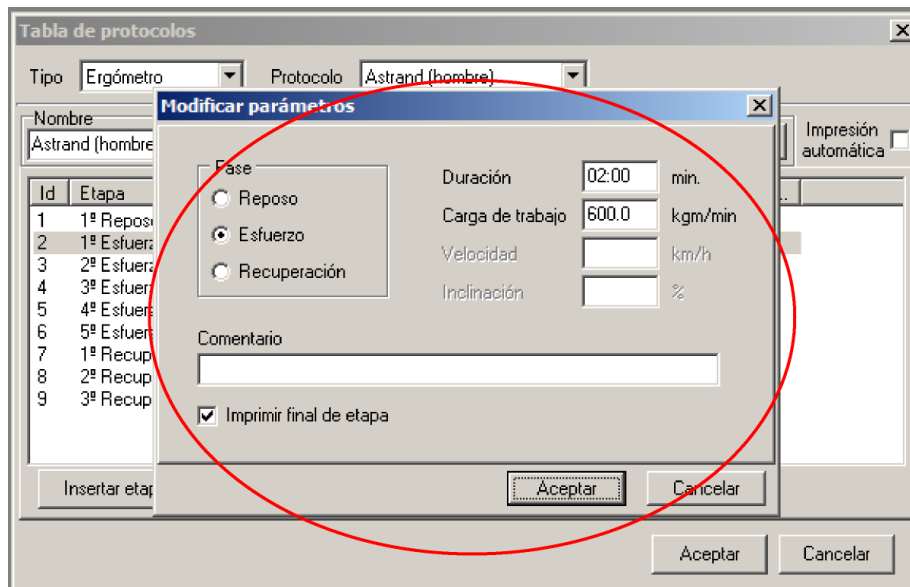 Tabla de protocolos
Tipo Ergómetro Protocolo Astrand (hombre)
Modificar parámetros
Nombre
Astrand (hombre
Impresión
automática
Fase
Reposo
Esfuerzo
Recuperación
Duración 02:00 min.
Carga de trabajo 600.0 kgm/min
Velocidad km/h
Inclinación %
Comentario
Imprimir final de etapa
Aceptar Cancelar
Id Etapa ..
1 1º Reposo
2 1º Esfuerz
3 2º Esfuerz
4 3º Esfuerz
5 4º Esfuerz
6 5º Esfuerz
7 1º Recup
8 2º Recup
9 3º Recup
Insertar etap
Aceptar Cancelar